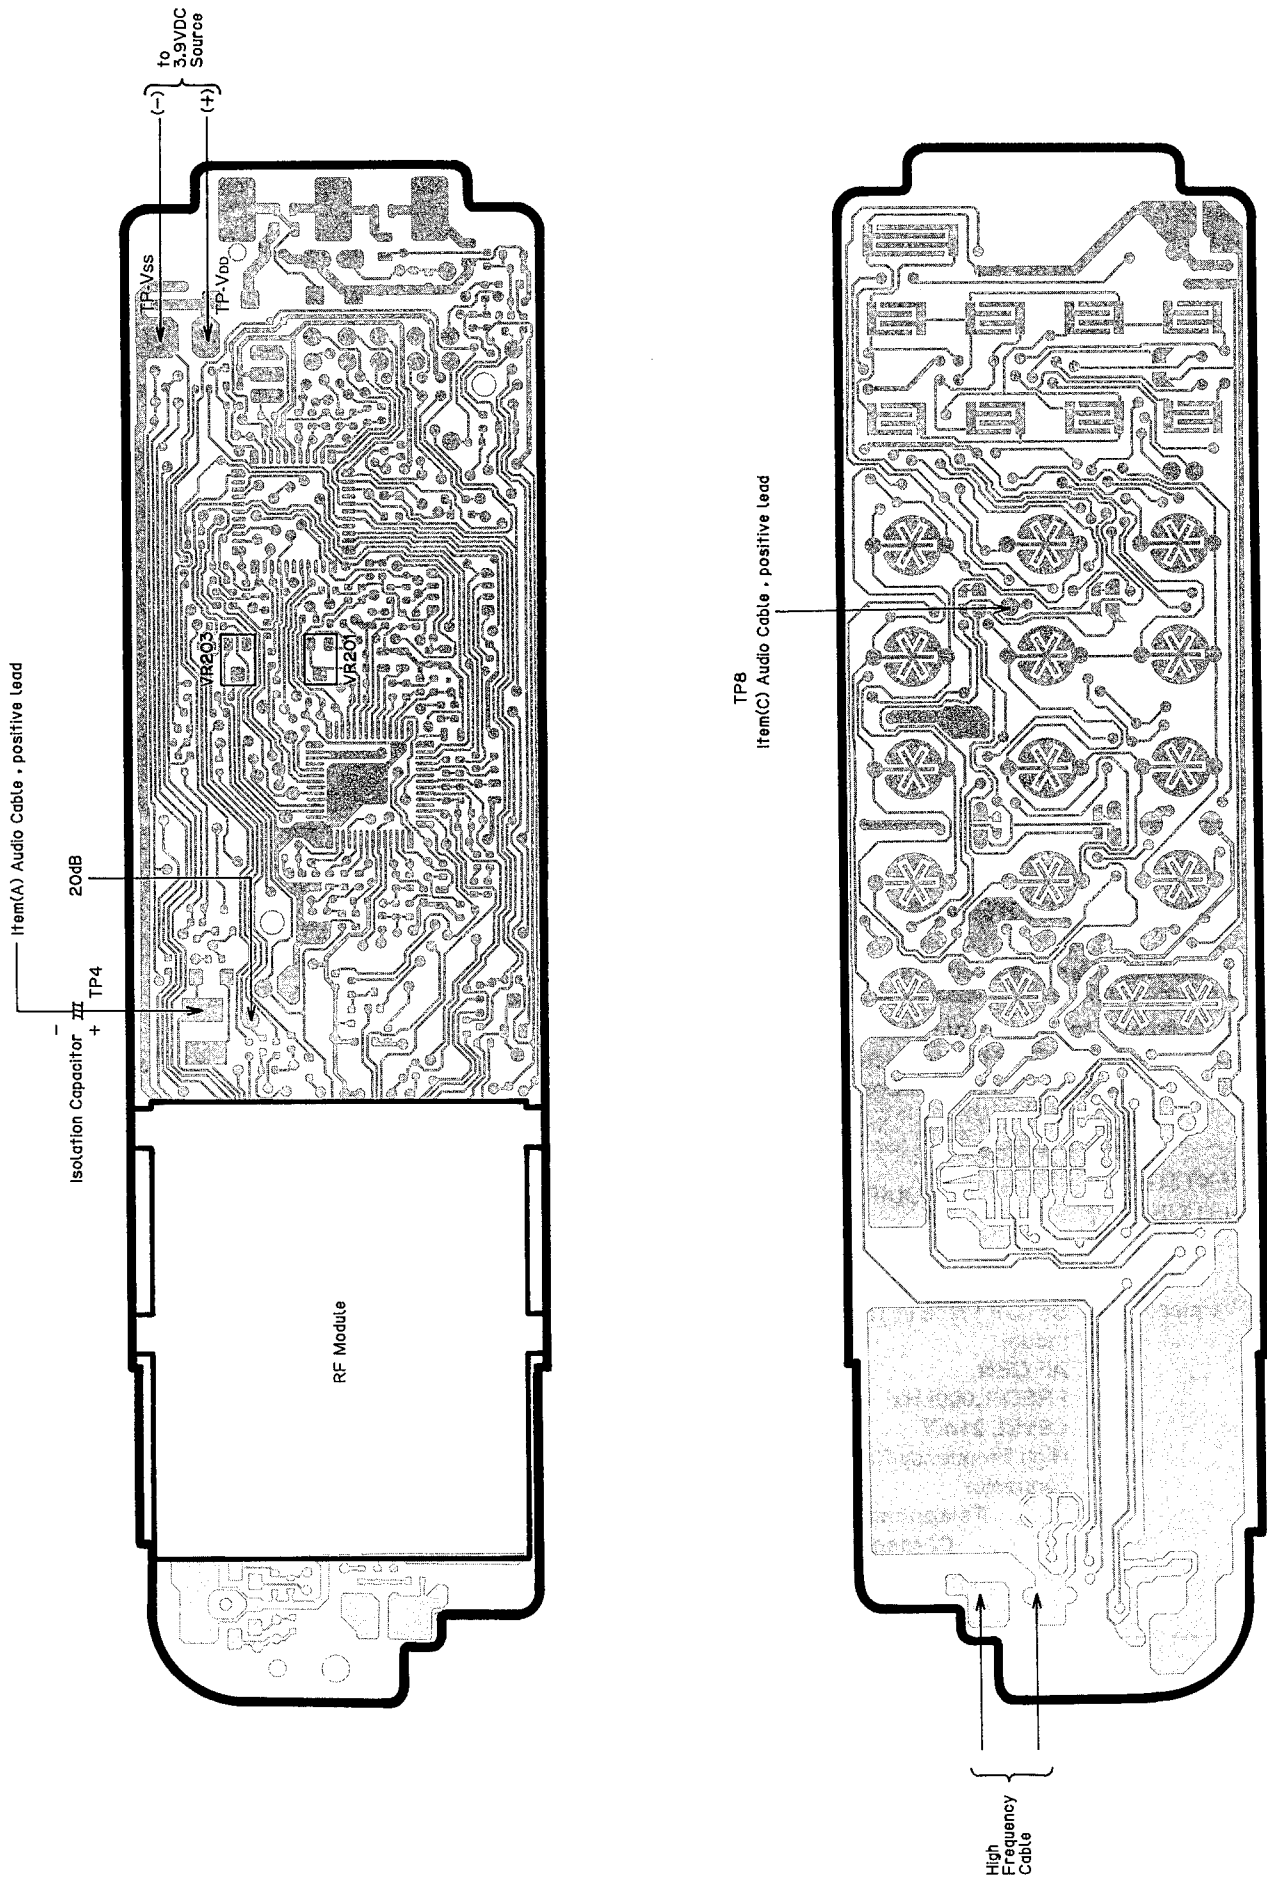 to
3.9VDC
Source
(-)
(+)
TP-VSS
TP-VDD
Item(A) Audio Cable, positive lead
Isolation Capacitor
-
+
TP4
20dB
VR203
VR201
RF Module
TP8
Item(C) Audio Cable, positive lead
High
Frequency
Cable